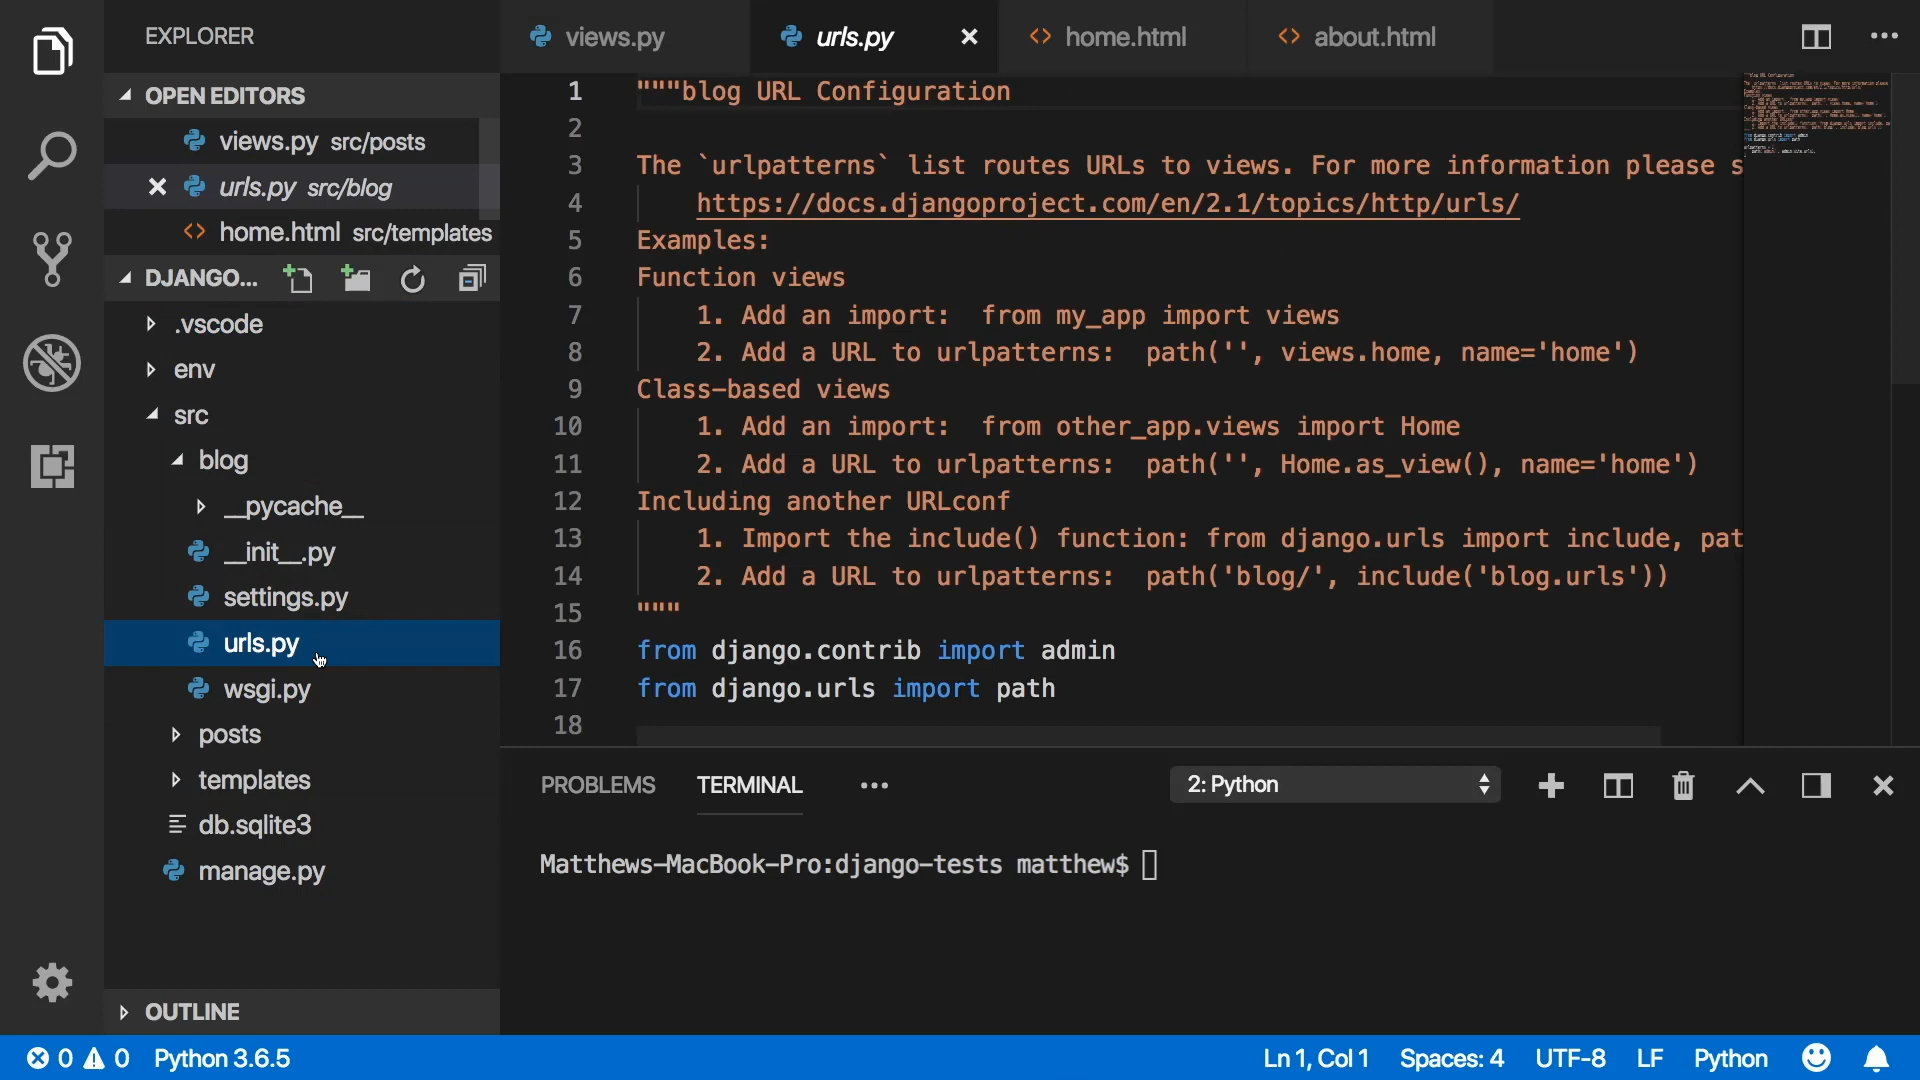 EXPLORER
OPEN EDITORS
views.py src/posts
urls.py src/blog
home.html src/templates
DJANGO...
.vscode
env
src
blog
__pycache__
__init__.py
settings.py
urls.py
wsgi.py
posts
templates
db.sqlite3
manage.py
OUTLINE
views.py urls.py home.html about.html
1 """blog URL Configuration
2
3 The `urlpatterns` list routes URLs to views. For more information please s
4 https://docs.djangoproject.com/en/2.1/topics/http/urls/
5 Examples:
6 Function views
7 1. Add an import:  from my_app import views
8 2. Add a URL to urlpatterns:  path('', views.home, name='home')
9 Class-based views
10 1. Add an import:  from other_app.views import Home
11 2. Add a URL to urlpatterns:  path('', Home.as_view(), name='home')
12 Including another URLconf
13 1. Import the include() function: from django.urls import include, pat
14 2. Add a URL to urlpatterns:  path('blog/', include('blog.urls'))
15 """
16 from django.contrib import admin
17 from django.urls import path
18
PROBLEMS TERMINAL ... 2: Python
Matthews-MacBook-Pro:django-tests matthew$
0 0 Python 3.6.5 Ln 1, Col 1 Spaces: 4 UTF-8 LF Python